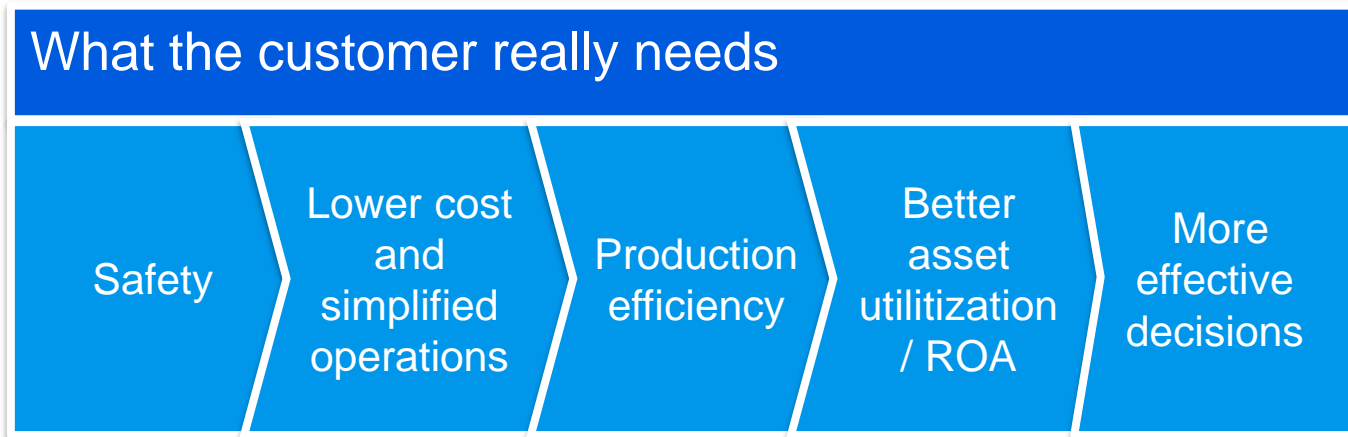 What the customer really needs
Safety
Lower cost
and
simplified
operations
Production
efficiency
Better
asset
utilitization
/ ROA
More
effective
decisions